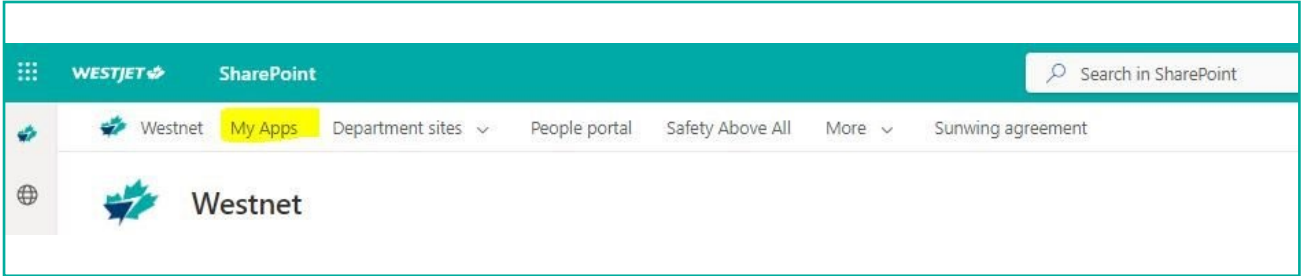 WESTJET SharePoint Search in SharePoint
Westnet My Apps Department sites People portal Safety Above All More Sunwing agreement
Westnet